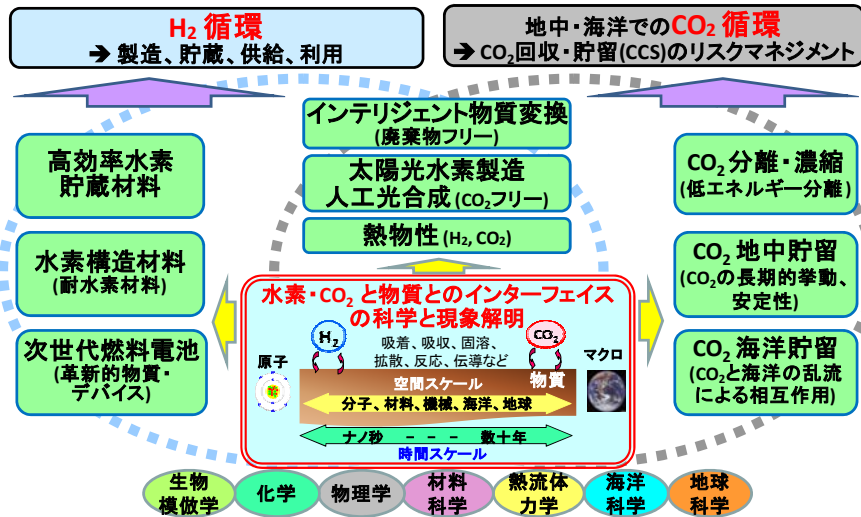 H₂ 循環
➔ 製造、貯蔵、供給、利用
地中・海洋でのCO₂ 循環
➔ CO₂回収・貯留(CCS)のリスクマネジメント
インテリジェント物質変換
(廃棄物フリー)
太陽光水素製造
人工光合成 (CO₂フリー)
熱物性 (H₂, CO₂)
高効率水素
貯蔵材料
水素構造材料
(耐水素材料)
次世代燃料電池
(革新的物質・
デバイス)
CO₂ 分離・濃縮
(低エネルギー分離)
CO₂ 地中貯留
(CO₂の長期的挙動、
安定性)
CO₂ 海洋貯留
(CO₂と海洋の乱流
による相互作用)
水素・CO₂ と物質とのインターフェイス
の科学と現象解明
H₂
吸着、吸収、固溶、
拡散、反応、伝導など
CO₂
原子
マクロ
空間スケール
物質
分子、材料、機械、海洋、地球
ナノ秒 - - - 数十年
時間スケール
生物
模倣学
化学
物理学
材料
科学
熱流体
力学
海洋
科学
地球
科学